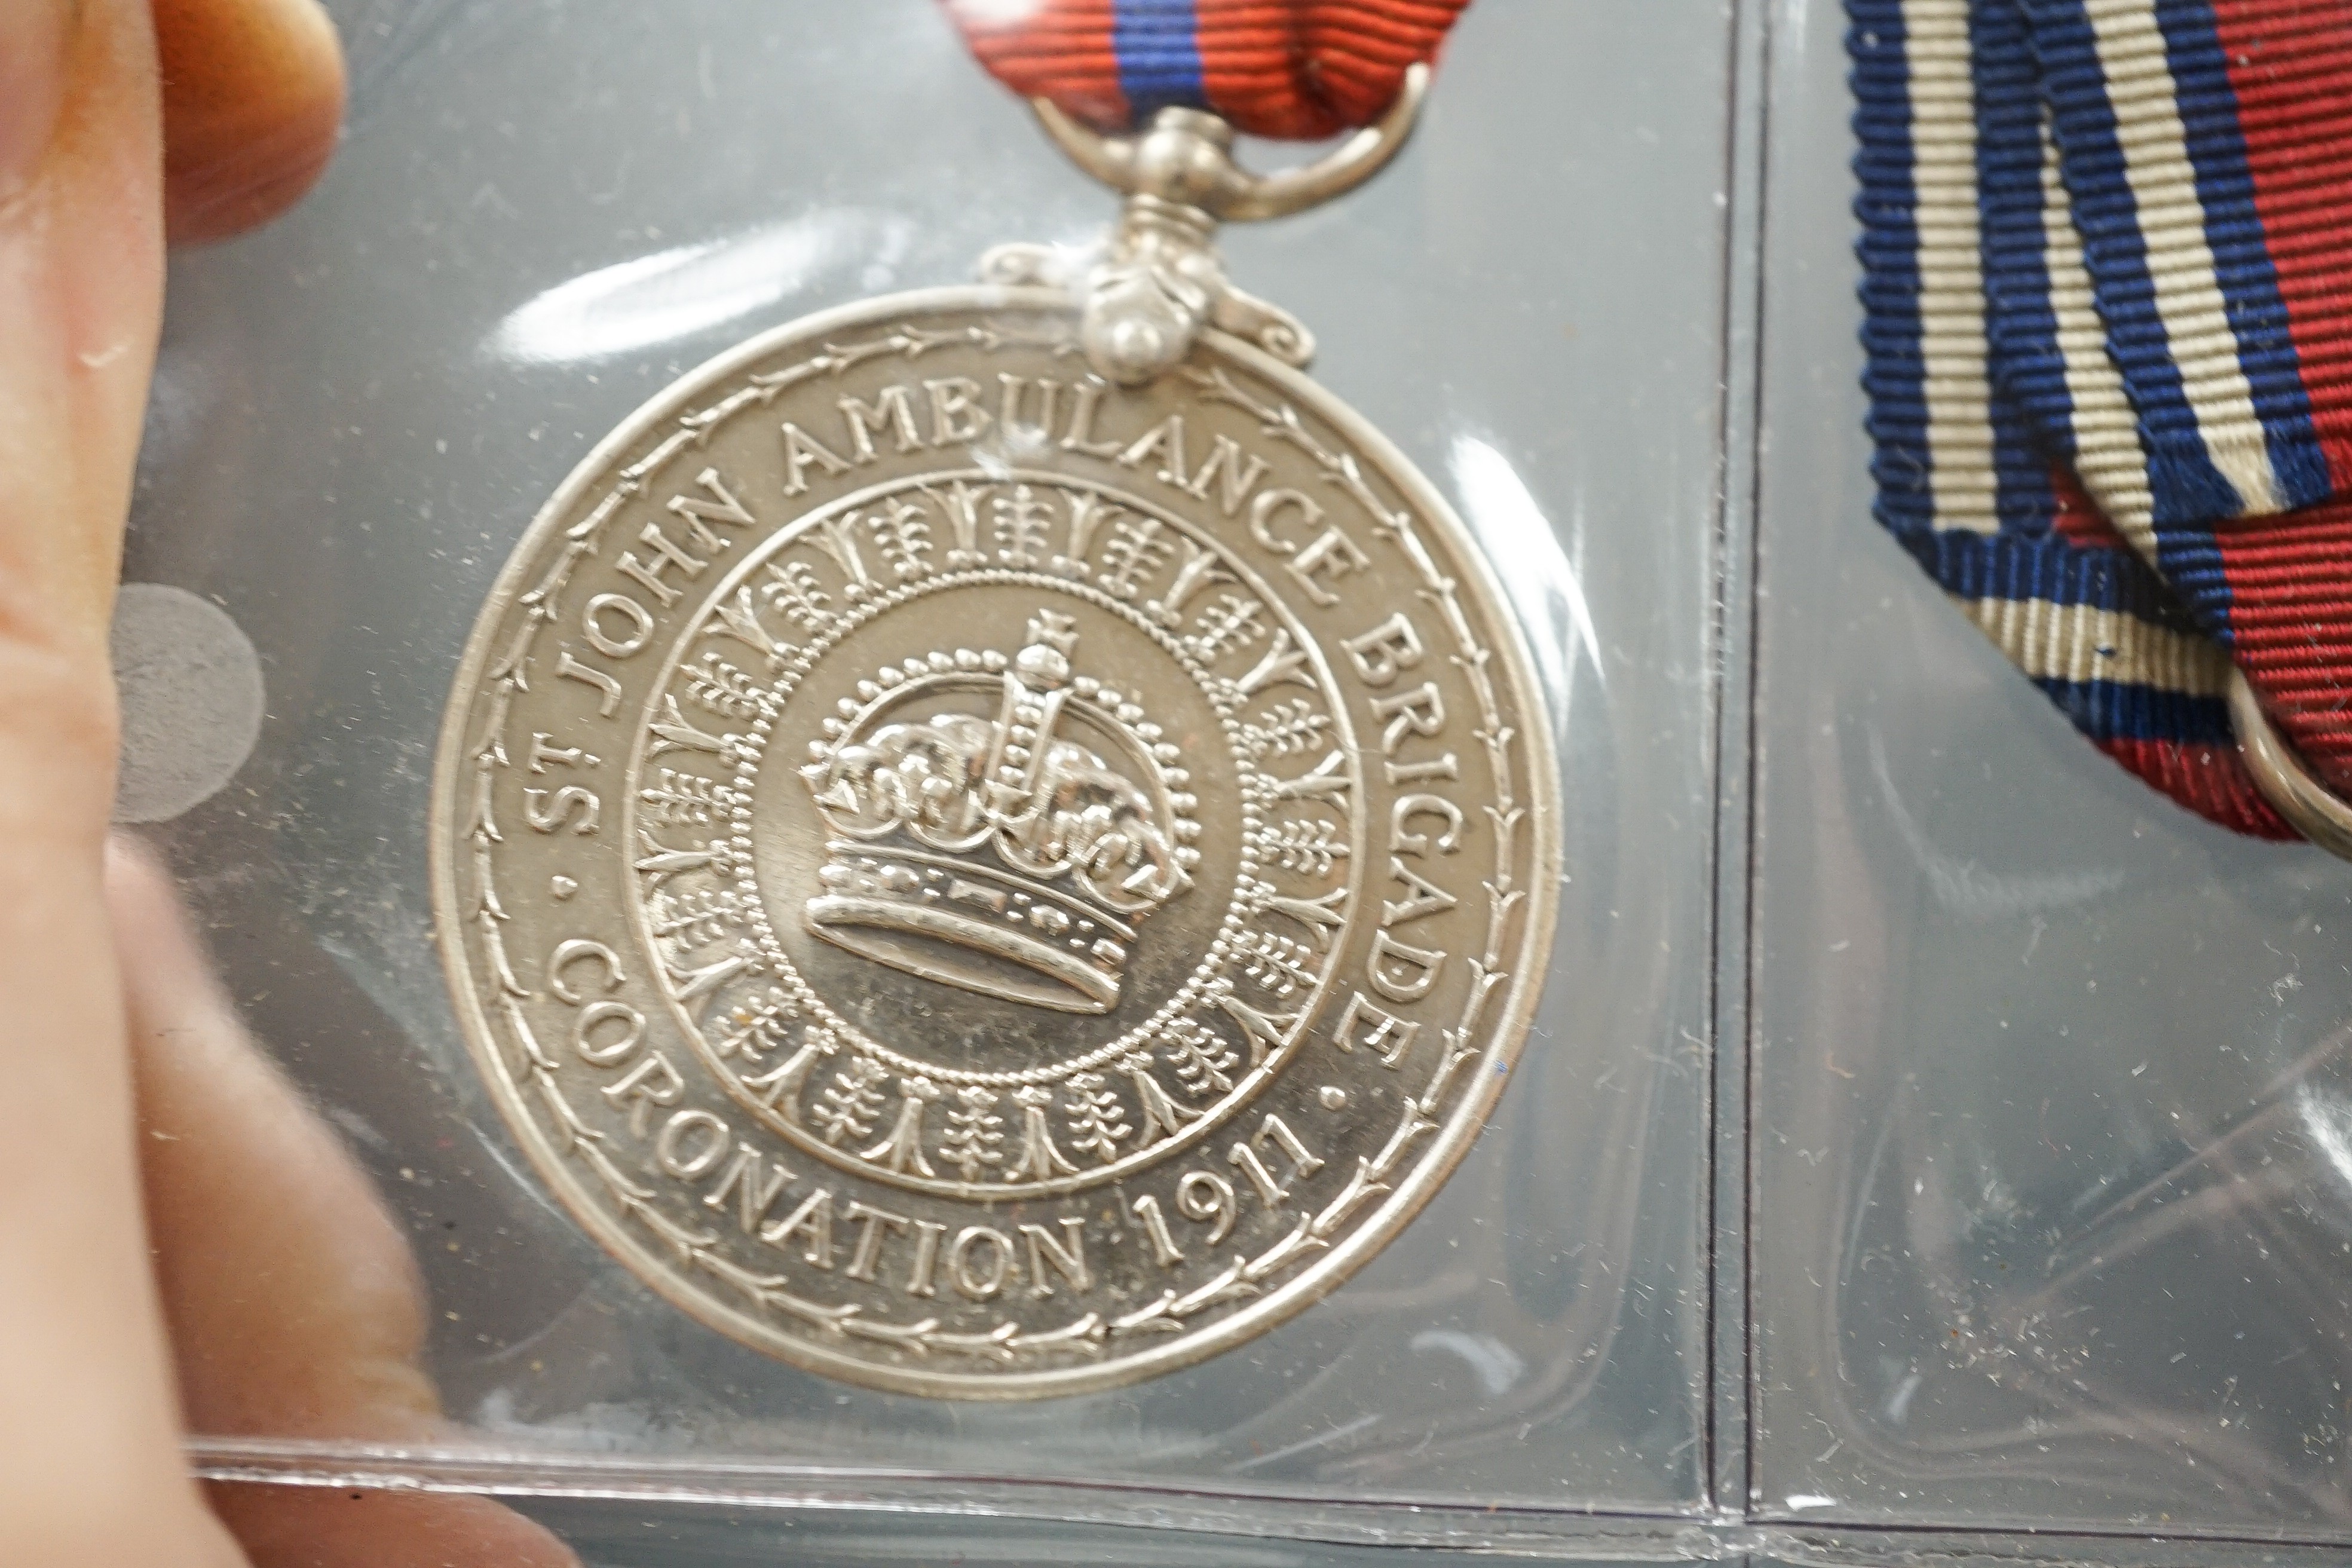 · ST JOHN AMBULANCE BRIGADE ·
CORONATION 1911